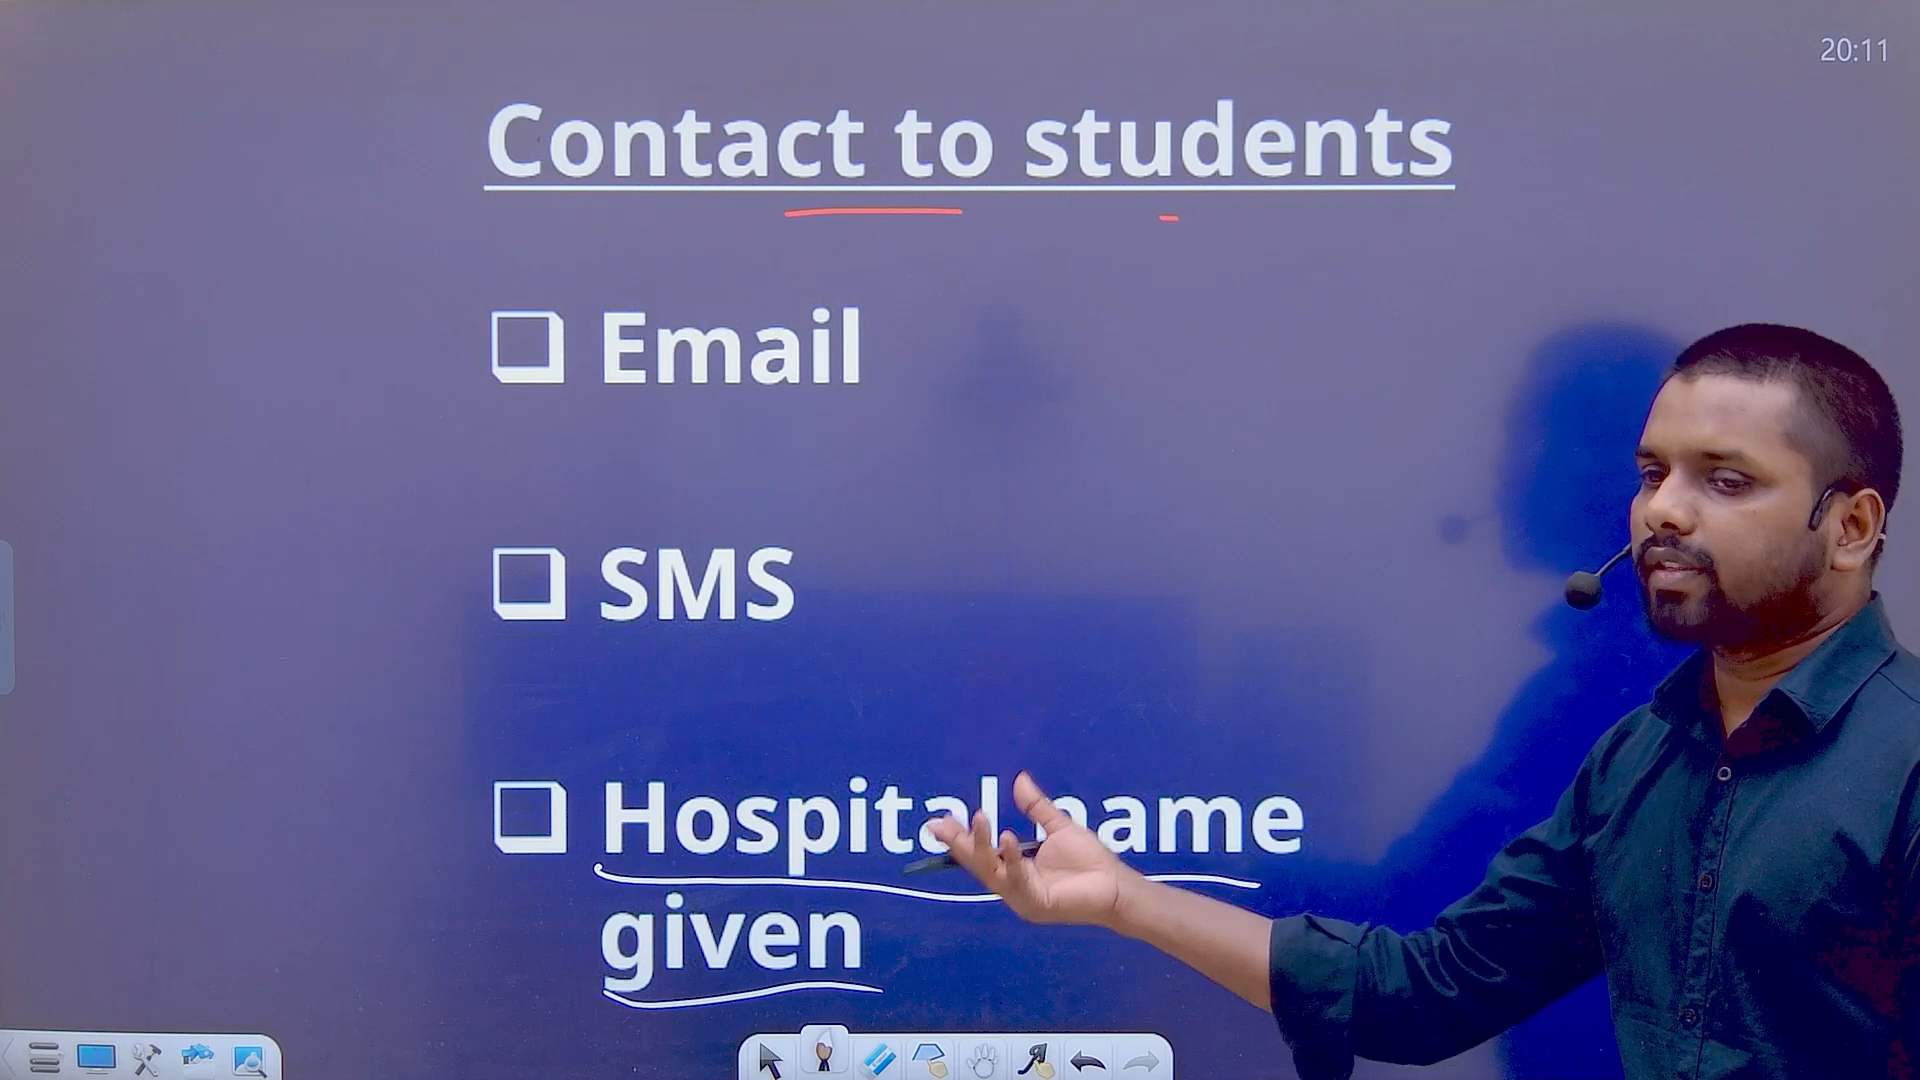 20:11
Contact to students
❑ Email
❑ SMS
❑ Hospital name
given